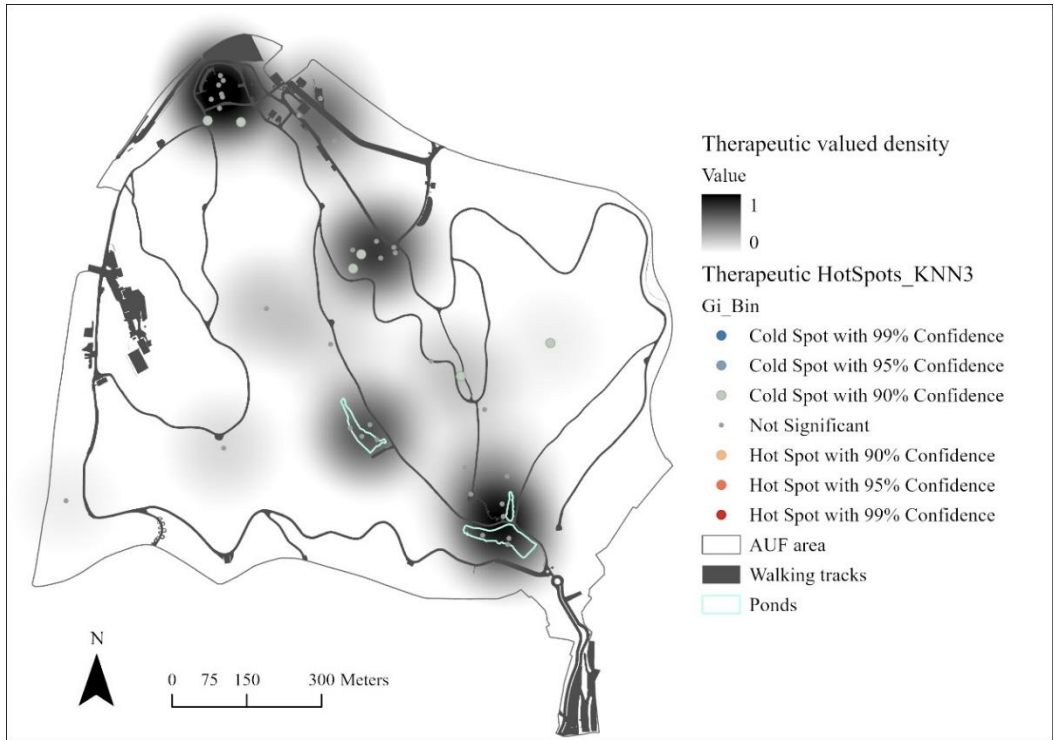 Therapeutic valued density
Value
1
0
Therapeutic HotSpots_KNN3
Gi_Bin
Cold Spot with 99% Confidence
Cold Spot with 95% Confidence
Cold Spot with 90% Confidence
Not Significant
Hot Spot with 90% Confidence
Hot Spot with 95% Confidence
Hot Spot with 99% Confidence
AUF area
Walking tracks
Ponds
N
0 75 150 300 Meters